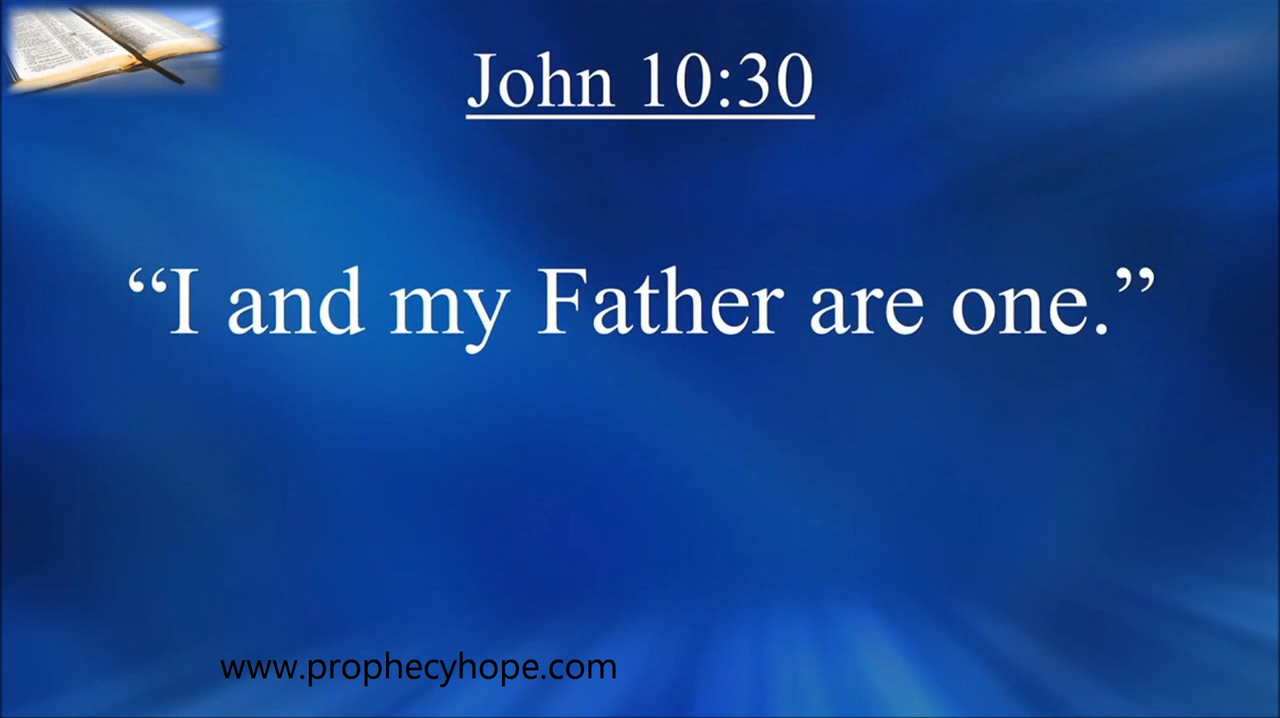 John 10:30
“I and my Father are one.”
www.prophecyhope.com